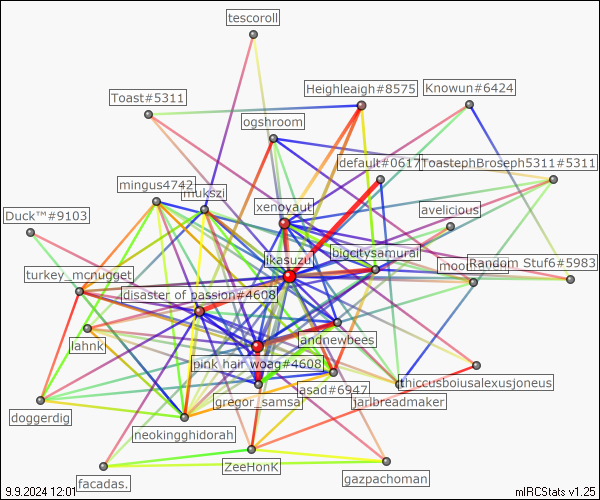 tescoroll
Heighleaigh#8575
Knowun#6424
Toast#5311
ogshroom
default#0617
ToastephBroseph5311#5311
mingus4742
mukszi
xenoyaut
avelicious
Duck™#9103
bigcitysamurai
ikasuzu
moo
Random Stuf6#5983
turkey_mcnugget
disaster of passion#4608
lahnk
andnewbees
pink hair woag#4608
thiccusboiusalexusjoneus
asad#6947
jarlbreadmaker
gregor_samsa
doggerdig
neokingghidorah
ZeeHonK
facadas.
gazpachoman
9.9.2024 12:01
mIRCStats v1.25